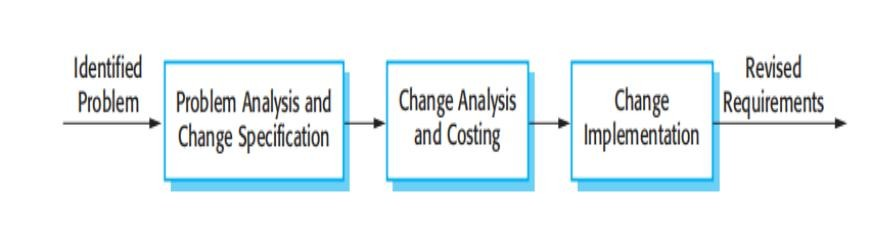 Identified
Problem
Problem Analysis and
Change Specification
Change Analysis
and Costing
Change
Implementation
Revised
Requirements